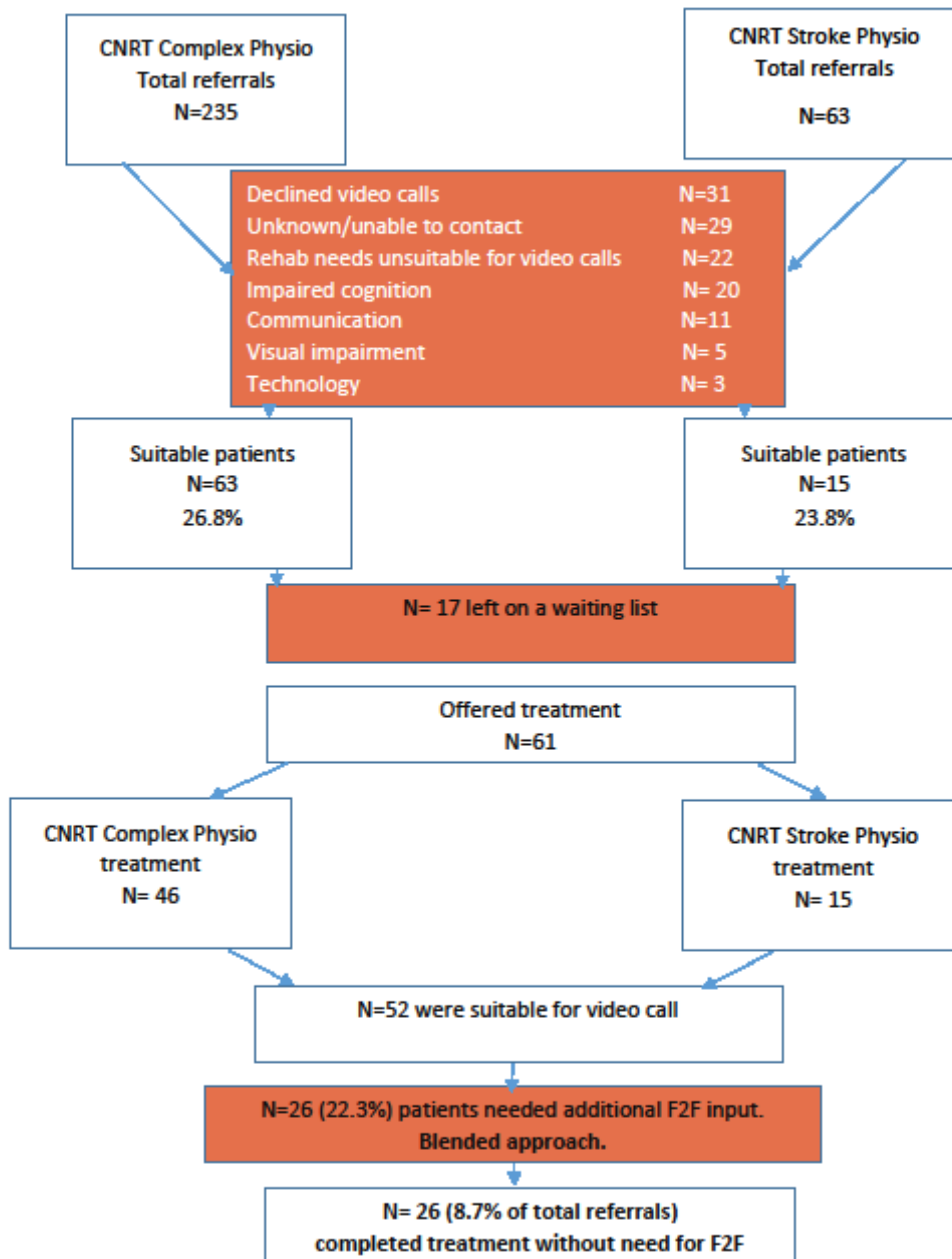 CNRT Complex Physio
Total referrals
N=235
CNRT Stroke Physio
Total referrals
N=63
Declined video calls N=31
Unknown/unable to contact N=29
Rehab needs unsuitable for video calls N=22
Impaired cognition N= 20
Communication N=11
Visual impairment N= 5
Technology N= 3
Suitable patients
N=63
26.8%
Suitable patients
N=15
23.8%
N= 17 left on a waiting list
Offered treatment
N=61
CNRT Complex Physio
treatment
N= 46
CNRT Stroke Physio
treatment
N= 15
N=52 were suitable for video call
N=26 (22.3%) patients needed additional F2F input.
Blended approach.
N= 26 (8.7% of total referrals)
completed treatment without need for F2F